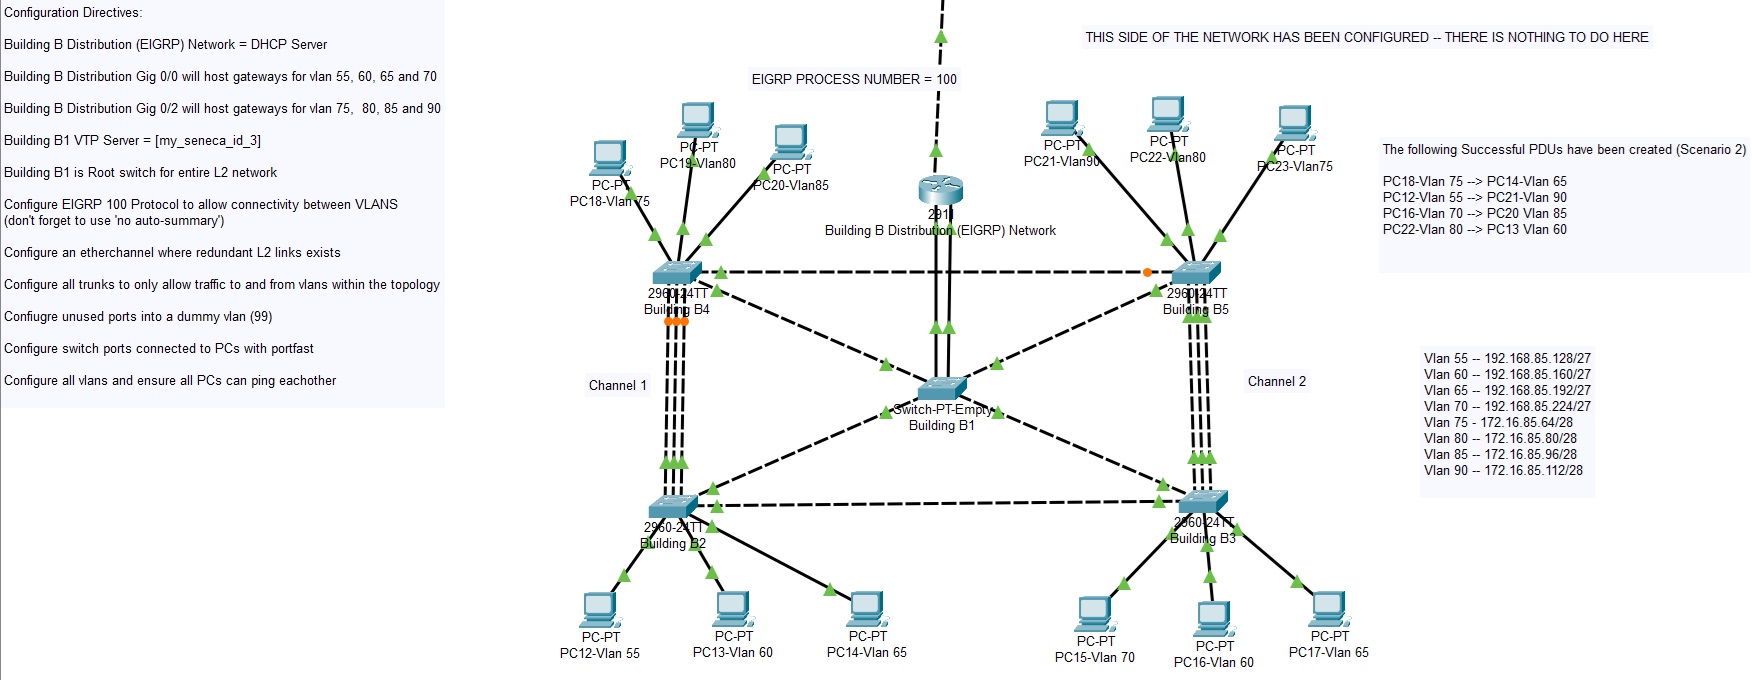 Configuration Directives:
Building B Distribution (EIGRP) Network = DHCP Server
Building B Distribution Gig 0/0 will host gateways for vlan 55, 60, 65 and 70
Building B Distribution Gig 0/2 will host gateways for vlan 75,  80, 85 and 90
Building B1 VTP Server = [my_seneca_id_3]
Building B1 is Root switch for entire L2 network
Configure EIGRP 100 Protocol to allow connectivity between VLANS
(don't forget to use 'no auto-summary')
Configure an etherchannel where redundant L2 links exists
Configure all trunks to only allow traffic to and from vlans within the topology
Confiugre unused ports into a dummy vlan (99)
Configure switch ports connected to PCs with portfast
Configure all vlans and ensure all PCs can ping eachother
EIGRP PROCESS NUMBER = 100
THIS SIDE OF THE NETWORK HAS BEEN CONFIGURED -- THERE IS NOTHING TO DO HERE
PC-PT
PC18-Vlan 75
PC-PT
PC19-Vlan80
PC-PT
PC20-Vlan85
2911
Building B Distribution (EIGRP) Network
PC-PT
PC21-Vlan90
PC-PT
PC22-Vlan80
PC-PT
PC23-Vlan75
The following Successful PDUs have been created (Scenario 2)
PC18-Vlan 75 --> PC14-Vlan 65
PC12-Vlan 55 --> PC21-Vlan 90
PC16-Vlan 70 --> PC20 Vlan 85
PC22-Vlan 80 --> PC13 Vlan 60
2960-24TT
Building B4
2960-24TT
Building B5
Channel 1
Switch-PT-Empty
Building B1
Channel 2
Vlan 55 -- 192.168.85.128/27
Vlan 60 -- 192.168.85.160/27
Vlan 65 -- 192.168.85.192/27
Vlan 70 -- 192.168.85.224/27
Vlan 75 - 172.16.85.64/28
Vlan 80 -- 172.16.85.80/28
Vlan 85 -- 172.16.85.96/28
Vlan 90 -- 172.16.85.112/28
2960-24TT
Building B2
2960-24TT
Building B3
PC-PT
PC12-Vlan 55
PC-PT
PC13-Vlan 60
PC-PT
PC14-Vlan 65
PC-PT
PC15-Vlan 70
PC-PT
PC16-Vlan 60
PC-PT
PC17-Vlan 65